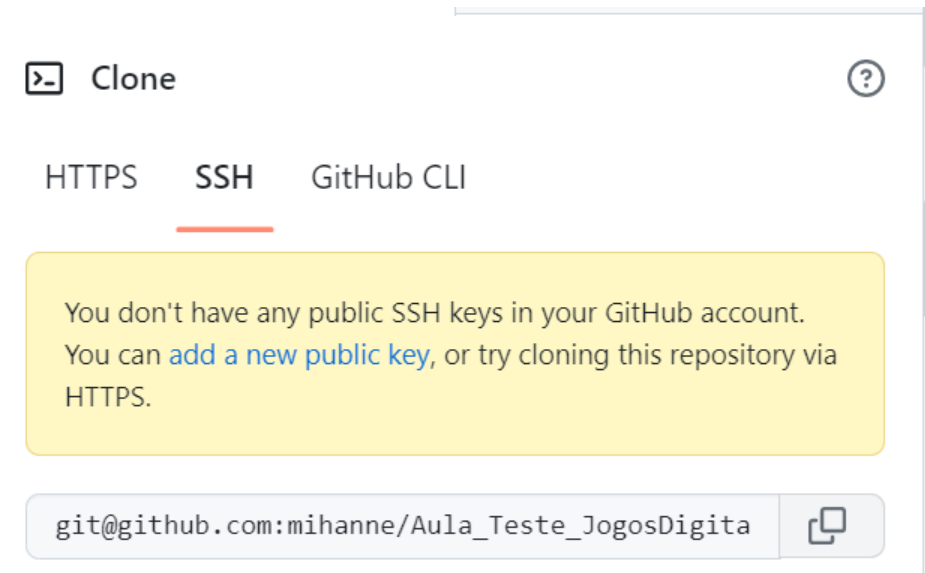 Clone
HTTPS SSH GitHub CLI
You don't have any public SSH keys in your GitHub account.
You can add a new public key, or try cloning this repository via
HTTPS.
git@github.com:mihanne/Aula_Teste_JogosDigita